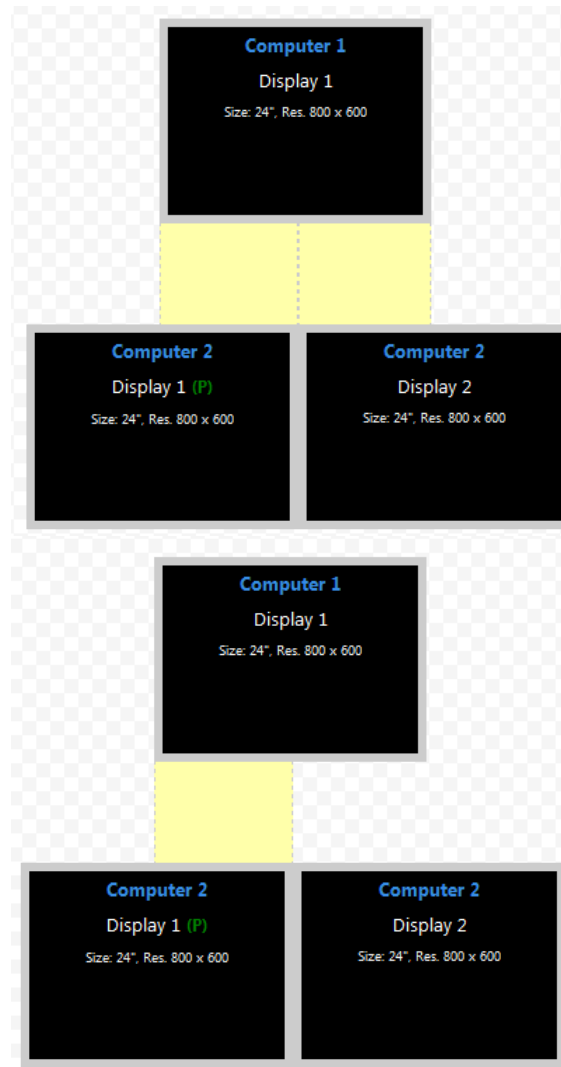 Computer 1
Display 1
Size: 24", Res. 800 x 600
Computer 2
Display 1 (P)
Size: 24", Res. 800 x 600
Computer 2
Display 2
Size: 24", Res. 800 x 600
Computer 1
Display 1
Size: 24", Res. 800 x 600
Computer 2
Display 1 (P)
Size: 24", Res. 800 x 600
Computer 2
Display 2
Size: 24", Res. 800 x 600